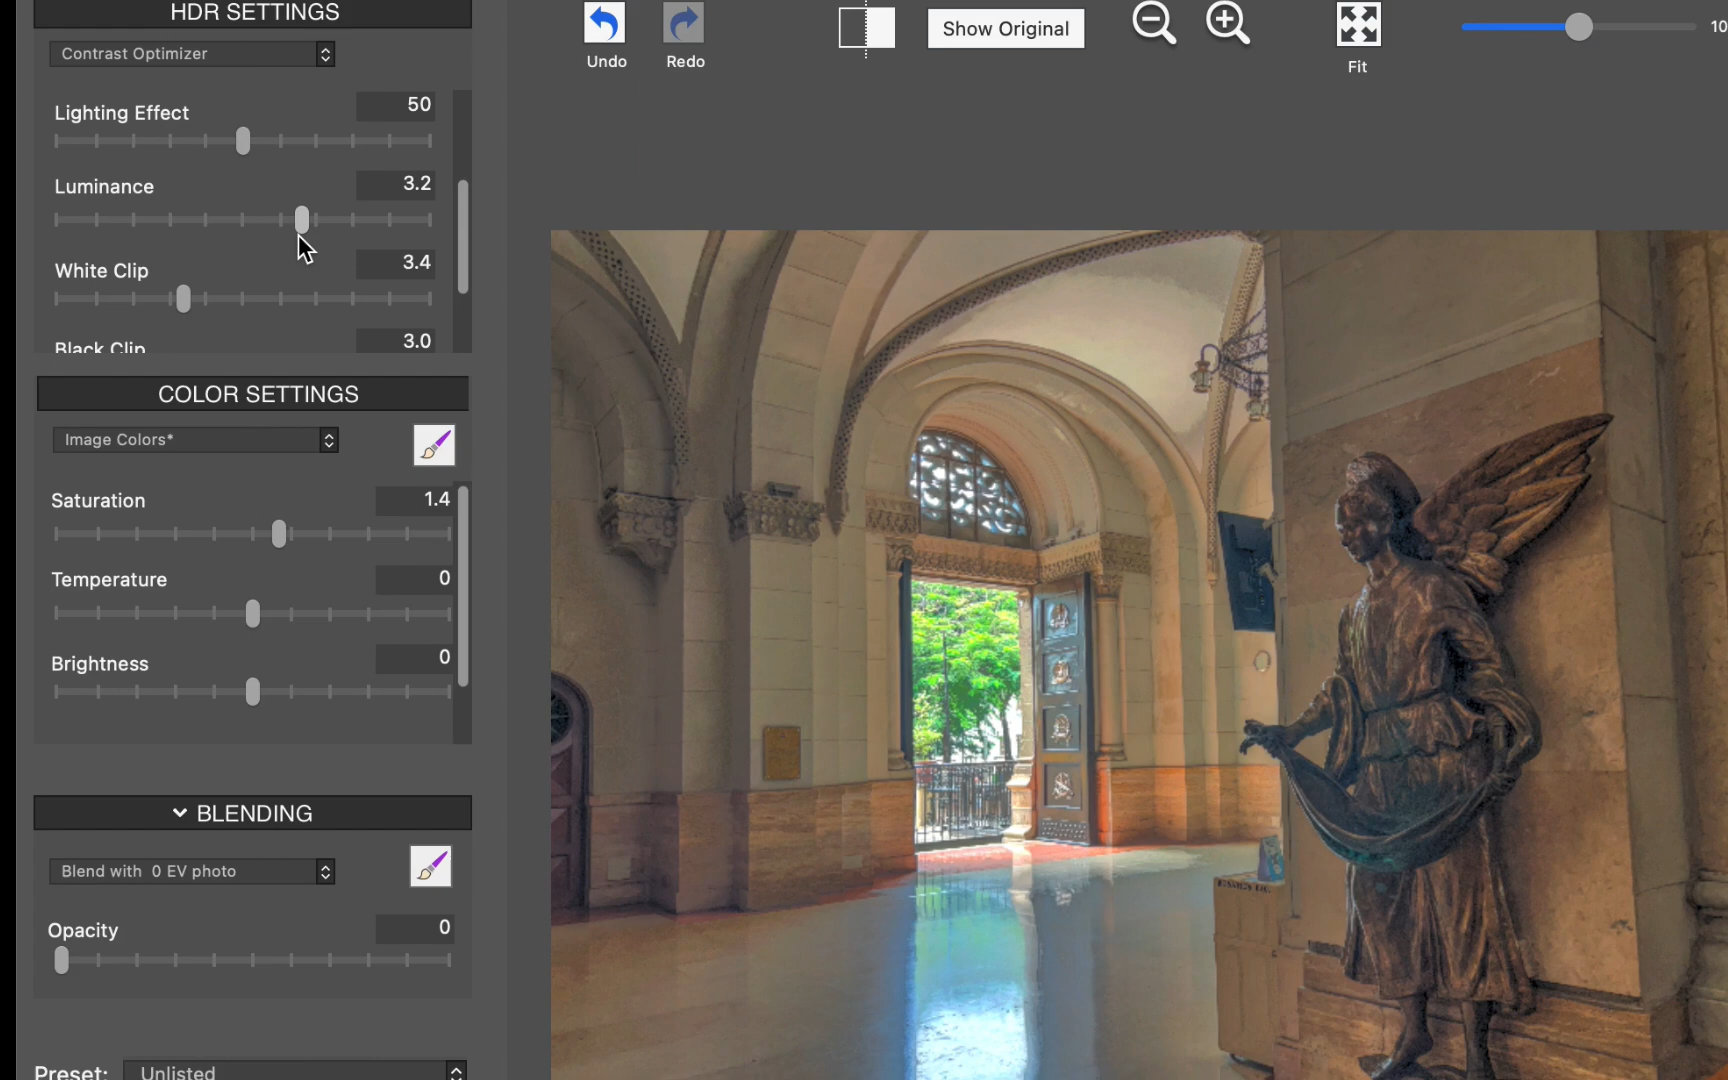 HDR SETTINGS
Contrast Optimizer
Lighting Effect 50
Luminance 3.2
White Clip 3.4
Black Clip 3.0
COLOR SETTINGS
Image Colors*
Saturation 1.4
Temperature 0
Brightness 0
BLENDING
Blend with 0 EV photo
Opacity 0
Preset: Unlisted
Undo
Redo
Show Original
Fit
10